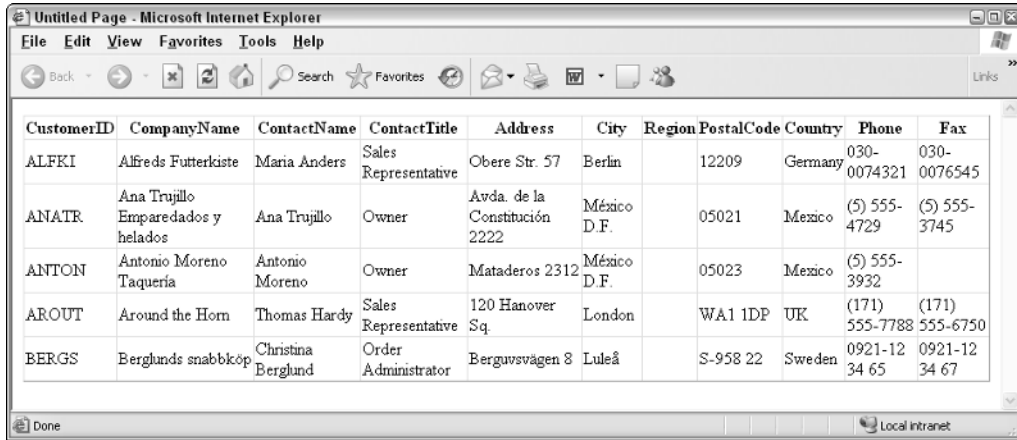 Untitled Page - Microsoft Internet Explorer
File Edit View Favorites Tools Help
Back Search Favorites Links
CustomerID CompanyName ContactName ContactTitle Address City Region PostalCode Country Phone Fax
ALFKI Alfreds Futterkiste Maria Anders Sales Representative Obere Str. 57 Berlin 12209 Germany 030-0074321 030-0076545
ANATR Ana Trujillo Emparedados y helados Ana Trujillo Owner Avda. de la Constitución 2222 México D.F. 05021 Mexico (5) 555-4729 (5) 555-3745
ANTON Antonio Moreno Taquería Antonio Moreno Owner Mataderos 2312 México D.F. 05023 Mexico (5) 555-3932
AROUT Around the Horn Thomas Hardy Sales Representative 120 Hanover Sq. London WA1 1DP UK (171) 555-7788 (171) 555-6750
BERGS Berglunds snabbköp Christina Berglund Order Administrator Berguvsvägen 8 Luleå S-958 22 Sweden 0921-12 34 65 0921-12 34 67
Done Local intranet